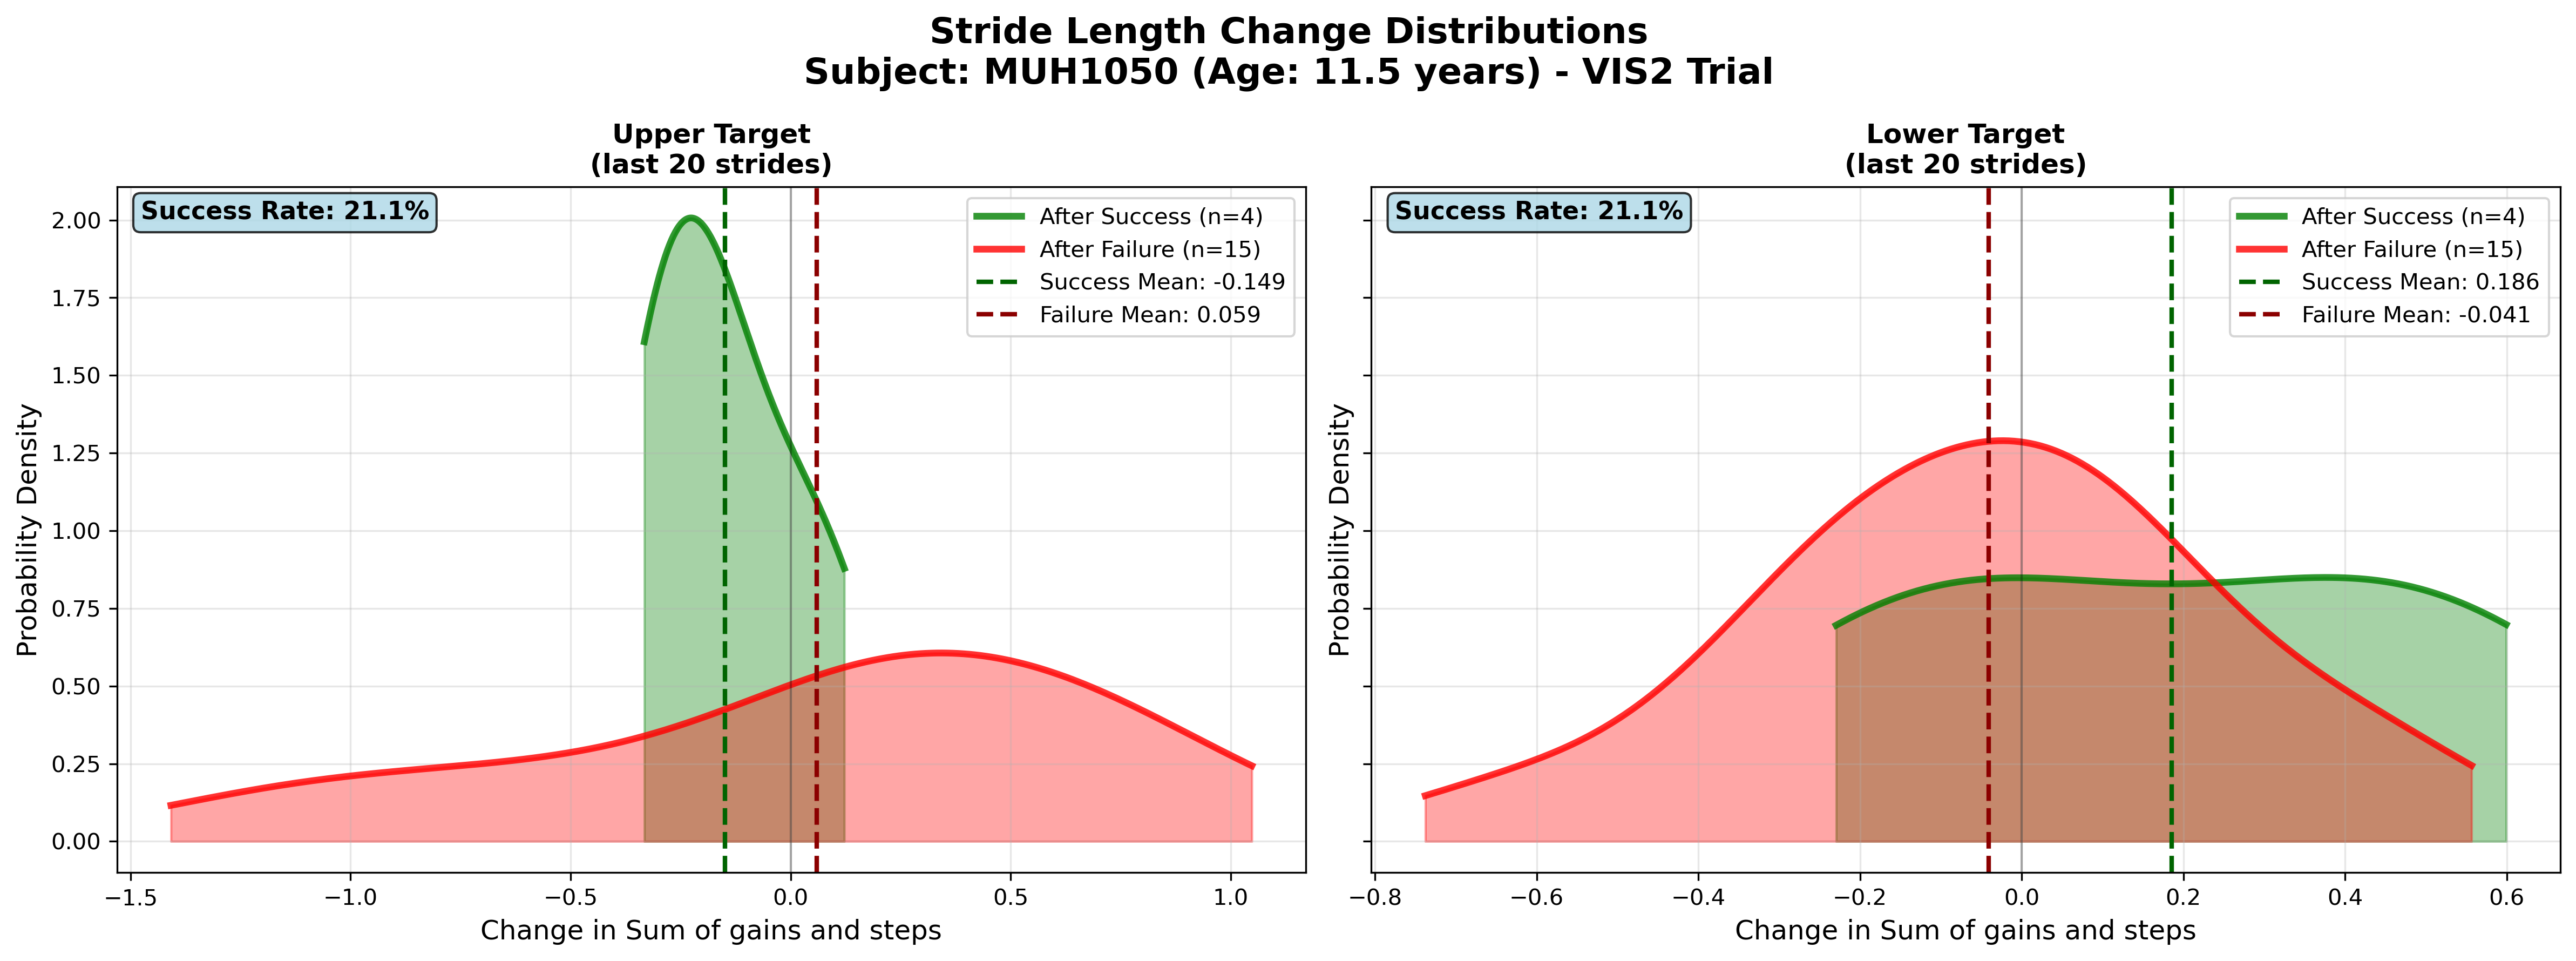 Stride Length Change Distributions
Subject: MUH1050 (Age: 11.5 years) - VIS2 Trial
Upper Target
(last 20 strides)
Success Rate: 21.1%
After Success (n=4)
After Failure (n=15)
Success Mean: -0.149
Failure Mean: 0.059
Probability Density
2.00
1.75
1.50
1.25
1.00
0.75
0.50
0.25
0.00
−1.5
−1.0
−0.5
0.0
0.5
1.0
Change in Sum of gains and steps
Lower Target
(last 20 strides)
Success Rate: 21.1%
After Success (n=4)
After Failure (n=15)
Success Mean: 0.186
Failure Mean: -0.041
Probability Density
−0.8
−0.6
−0.4
−0.2
0.0
0.2
0.4
0.6
Change in Sum of gains and steps